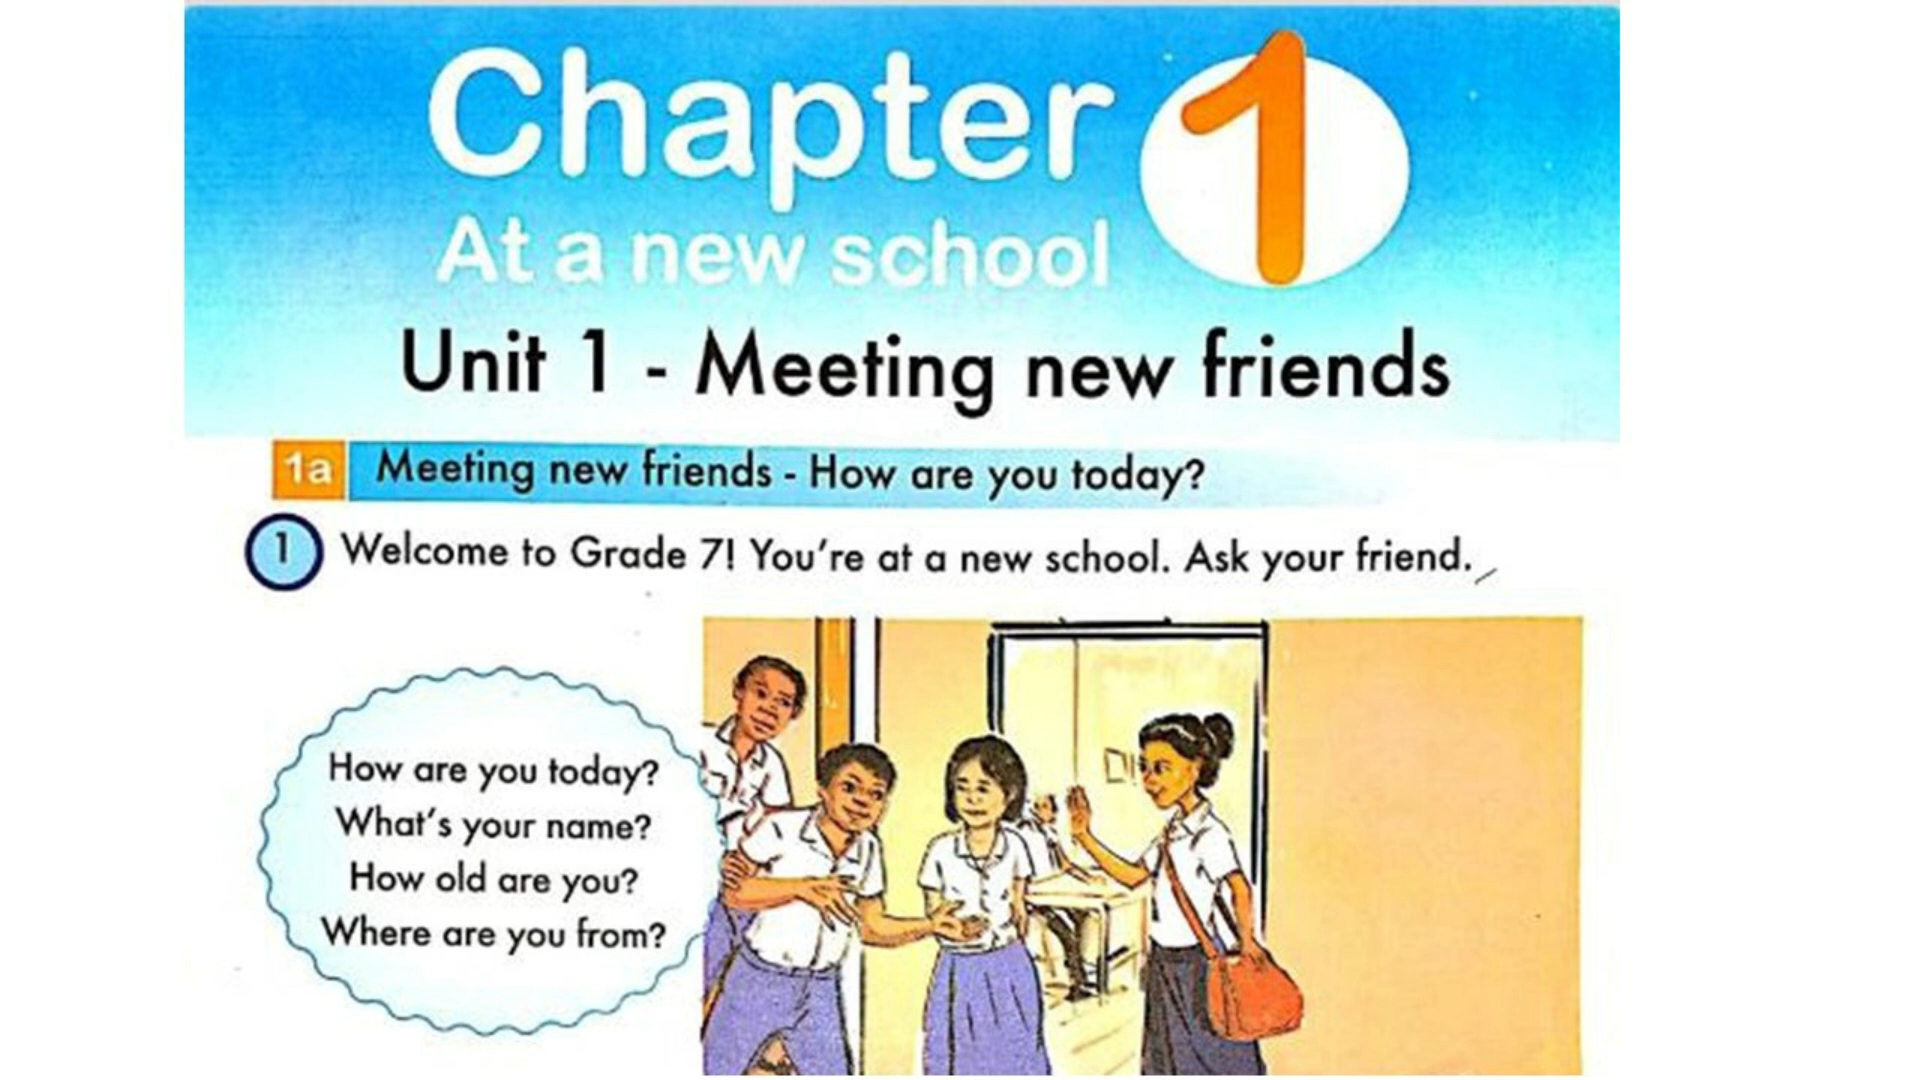 Chapter 1
At a new school
Unit 1 - Meeting new friends
1a Meeting new friends - How are you today?
1 Welcome to Grade 7! You're at a new school. Ask your friend.
How are you today?
What's your name?
How old are you?
Where are you from?